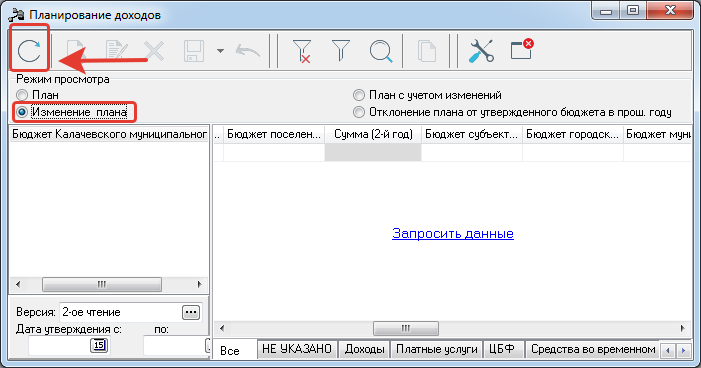 Планирование доходов
Режим просмотра
План
План с учетом изменений
Изменение плана
Отклонение плана от утвержденного бюджета в прош. году
Бюджет Калачевского муниципальног
.. Бюджет поселен... Сумма (2-й год) Бюджет субъект... Бюджет городск... Бюджет муни
Запросить данные
Версия: 2-ое чтение ...
Дата утверждения с: по:
15
Все НЕ УКАЗАНО Доходы Платные услуги ЦБФ Средства во временном